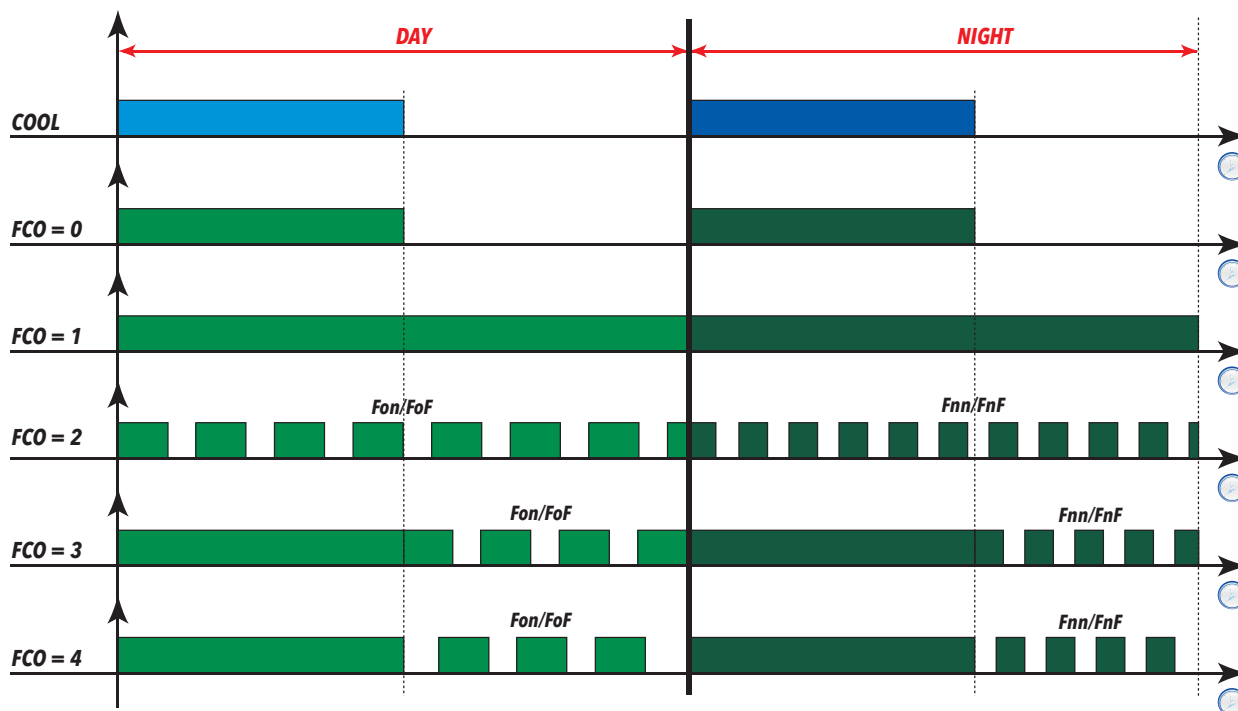 DAY
NIGHT
COOL
FCO = 0
FCO = 1
Fon/FoF
Fnn/FnF
FCO = 2
Fon/FoF
Fnn/FnF
FCO = 3
Fon/FoF
Fnn/FnF
FCO = 4